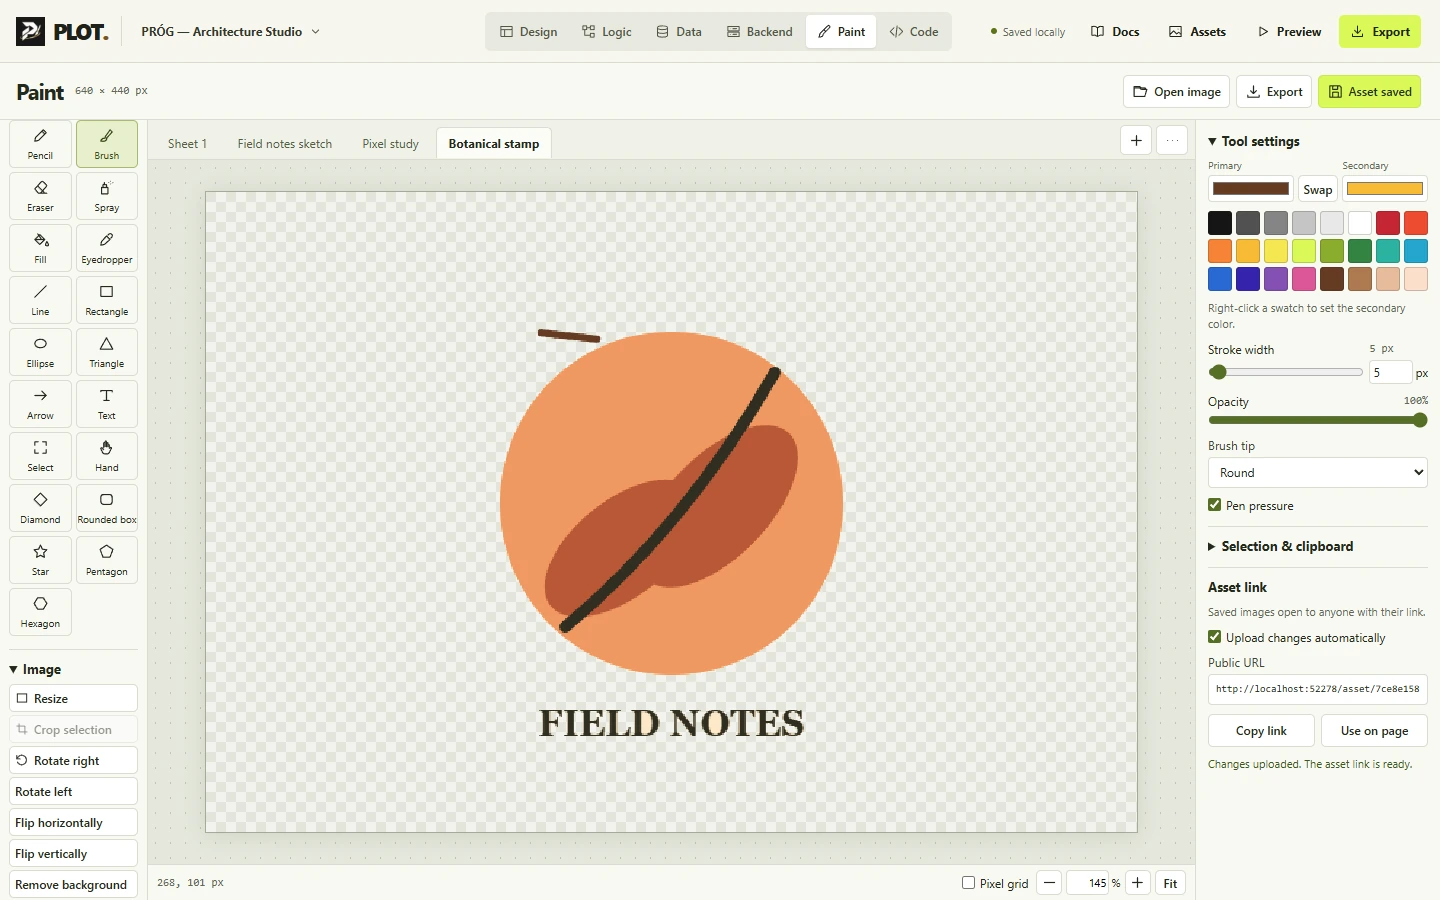 PLOT.
PRÓG — Architecture Studio
Design
Logic
Data
Backend
Paint
Code
Saved locally
Docs
Assets
Preview
Export
Paint
640 × 440 px
Open image
Export
Asset saved
Pencil
Brush
Eraser
Spray
Fill
Eyedropper
Line
Rectangle
Ellipse
Triangle
Arrow
Text
Select
Hand
Diamond
Rounded box
Star
Pentagon
Hexagon
Image
Resize
Crop selection
Rotate right
Rotate left
Flip horizontally
Flip vertically
Remove background
Sheet 1
Field notes sketch
Pixel study
Botanical stamp
FIELD NOTES
268, 101 px
Pixel grid
145 %
Fit
Tool settings
Primary
Secondary
Swap
Right-click a swatch to set the secondary
color.
Stroke width
5 px
5 px
Opacity
100%
Brush tip
Round
Pen pressure
Selection & clipboard
Asset link
Saved images open to anyone with their link.
Upload changes automatically
Public URL
http://localhost:52278/asset/7ce8e158
Copy link
Use on page
Changes uploaded. The asset link is ready.